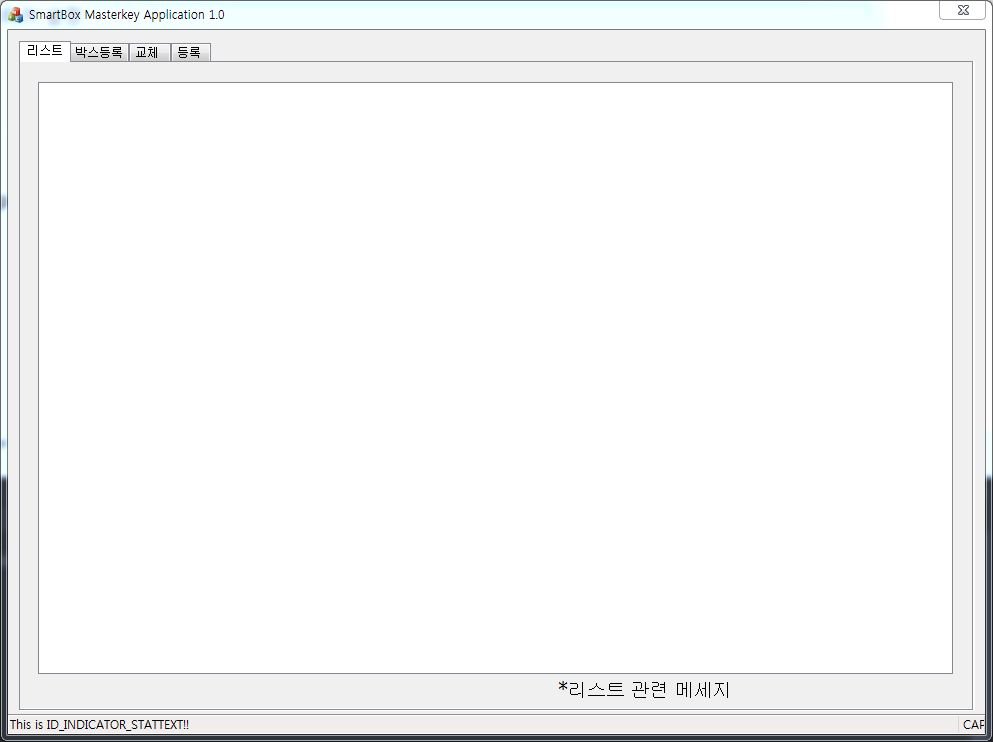 SmartBox Masterkey Application 1.0
리스트 박스등록 교체 등록
*리스트 관련 메세지
This is ID_INDICATOR_STATTEXT!! CAP